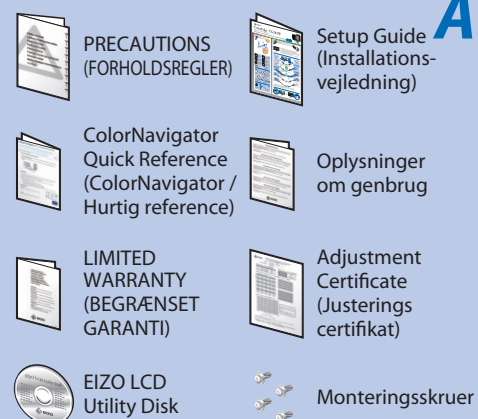 A
PRECAUTIONS
(FORHOLDSREGLER)
Setup Guide
(Installations-
vejledning)
ColorNavigator
Quick Reference
(ColorNavigator /
Hurtig reference)
Oplysninger
om genbrug
LIMITED
WARRANTY
(BEGRÆNSET
GARANTI)
Adjustment
Certificate
(Justerings
certifikat)
EIZO LCD
Utility Disk
Monteringsskruer